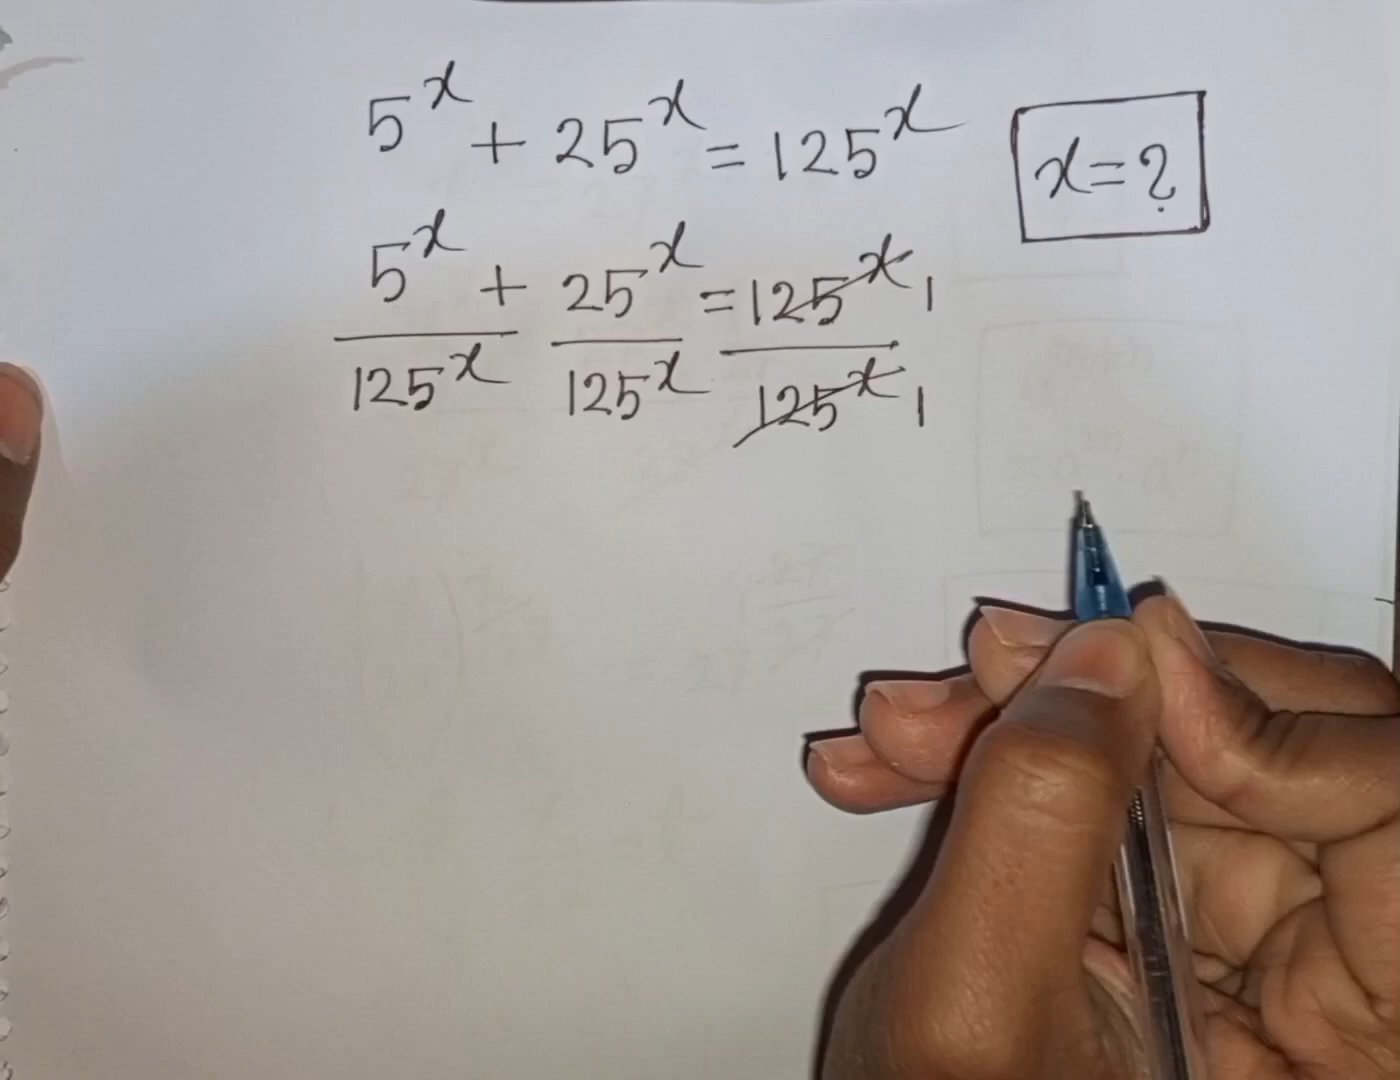 5^x + 25^x = 125^x
x = ?
5^x/125^x + 25^x/125^x = 125^x 1/125^x 1